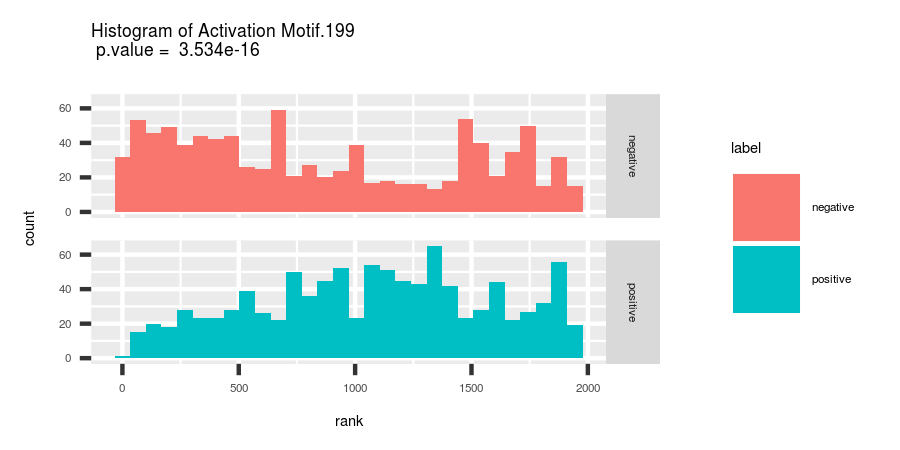 Histogram of Activation Motif.199
p.value = 3.534e-16
60
40
20
0
negative
60
40
20
0
positive
count
0
500
1000
1500
2000
rank
label
negative
positive